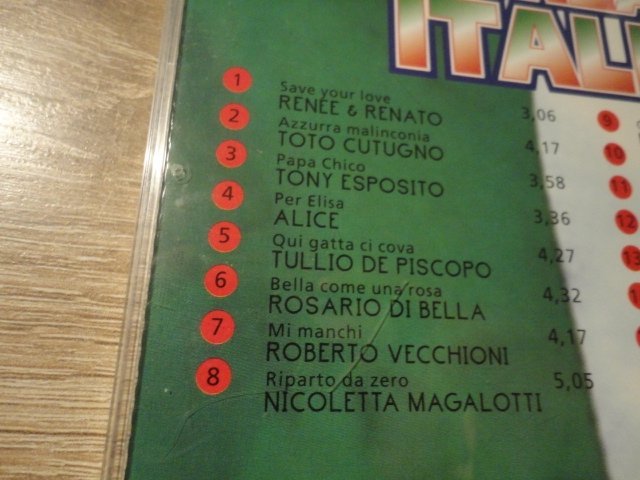 ITALI
1 Save your love
RENÉE & RENATO 3,06
2 Azzurra malinconia
TOTO CUTUGNO 4,17
3 Papa Chico
TONY ESPOSITO 3,58
4 Per Elisa
ALICE 3,36
5 Qui gatta ci cova
TULLIO DE PISCOPO 4,27
6 Bella come una rosa
ROSARIO DI BELLA 4,32
7 Mi manchi
ROBERTO VECCHIONI 4,17
8 Riparto da zero 5,05
NICOLETTA MAGALOTTI
9
10
11
12
13